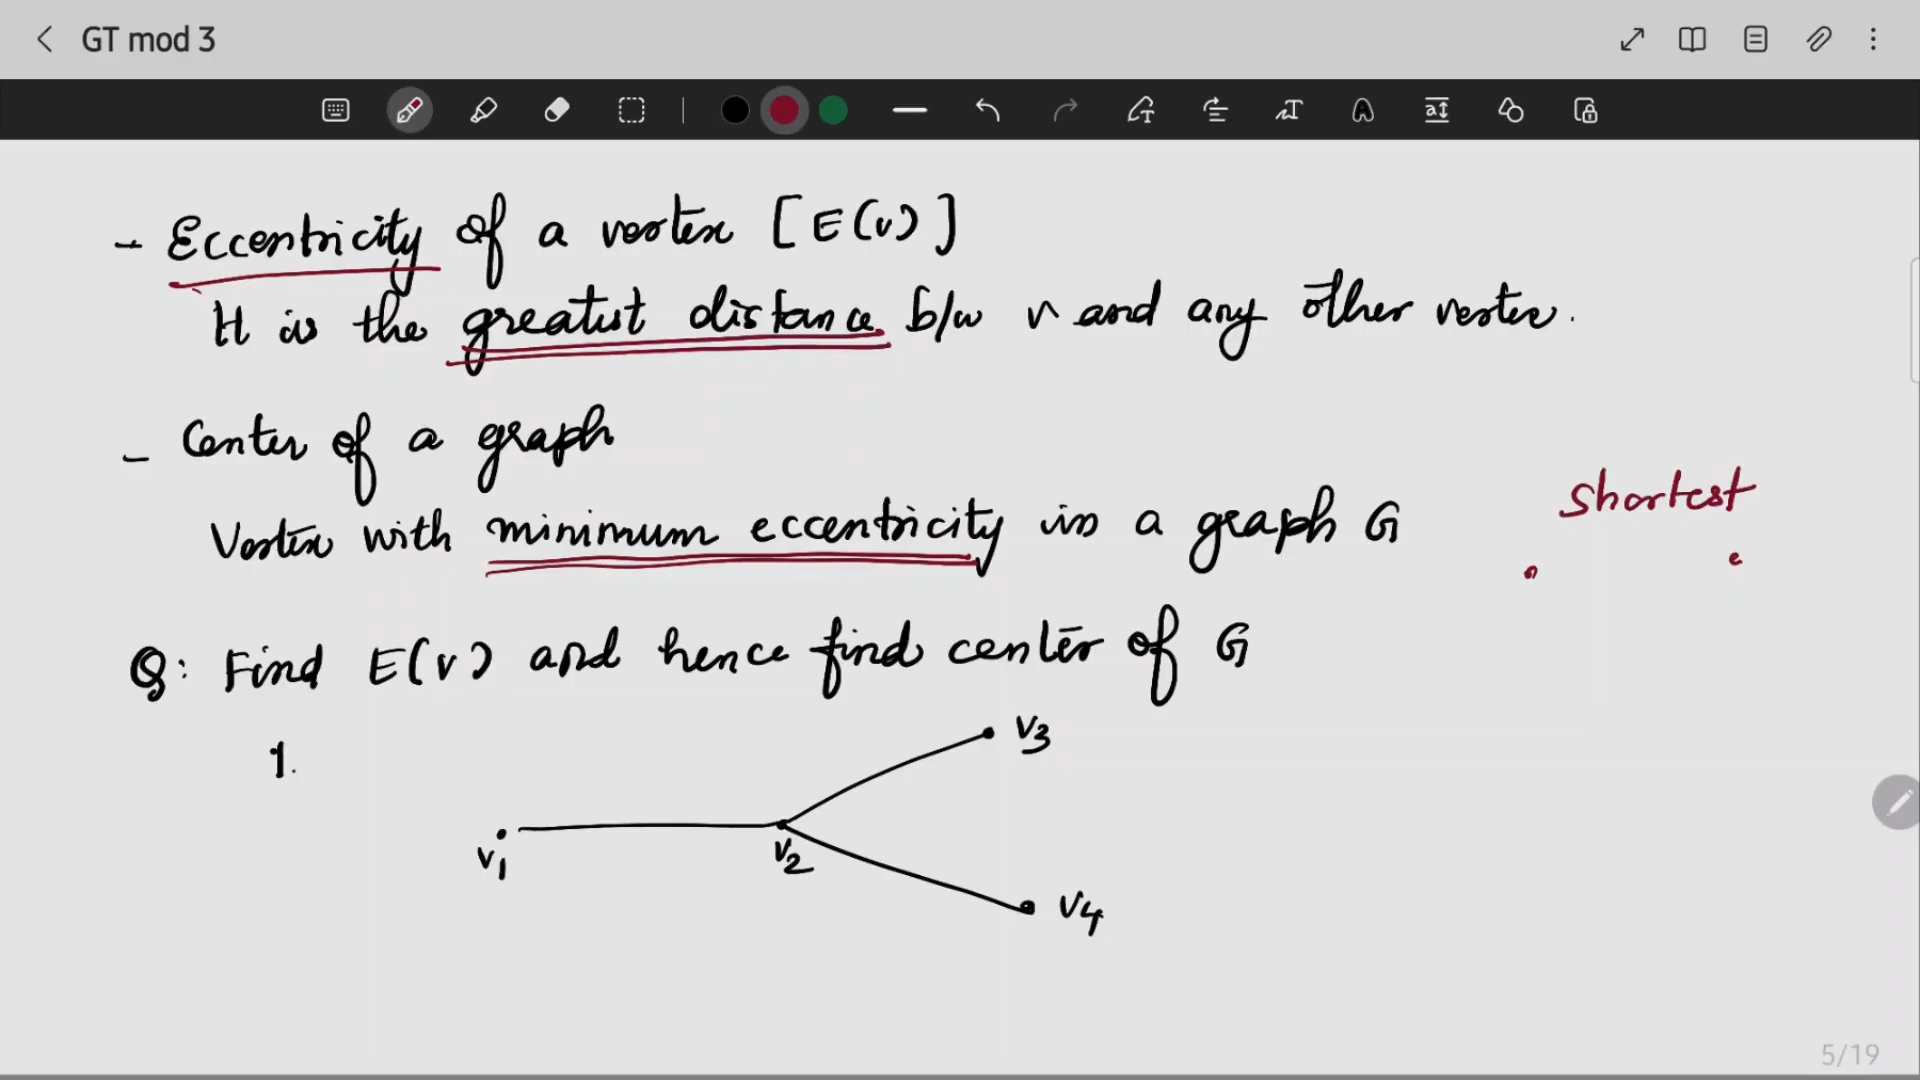 GT mod 3
- Eccentricity of a vertex [E(v)]
It is the greatest distance b/w v and any other vertex.
- Center of a graph
Vertex with minimum eccentricity in a graph G
Shortest
Q: Find E(v) and hence find center of G
1.
v3
v1
v2
v4
5/19